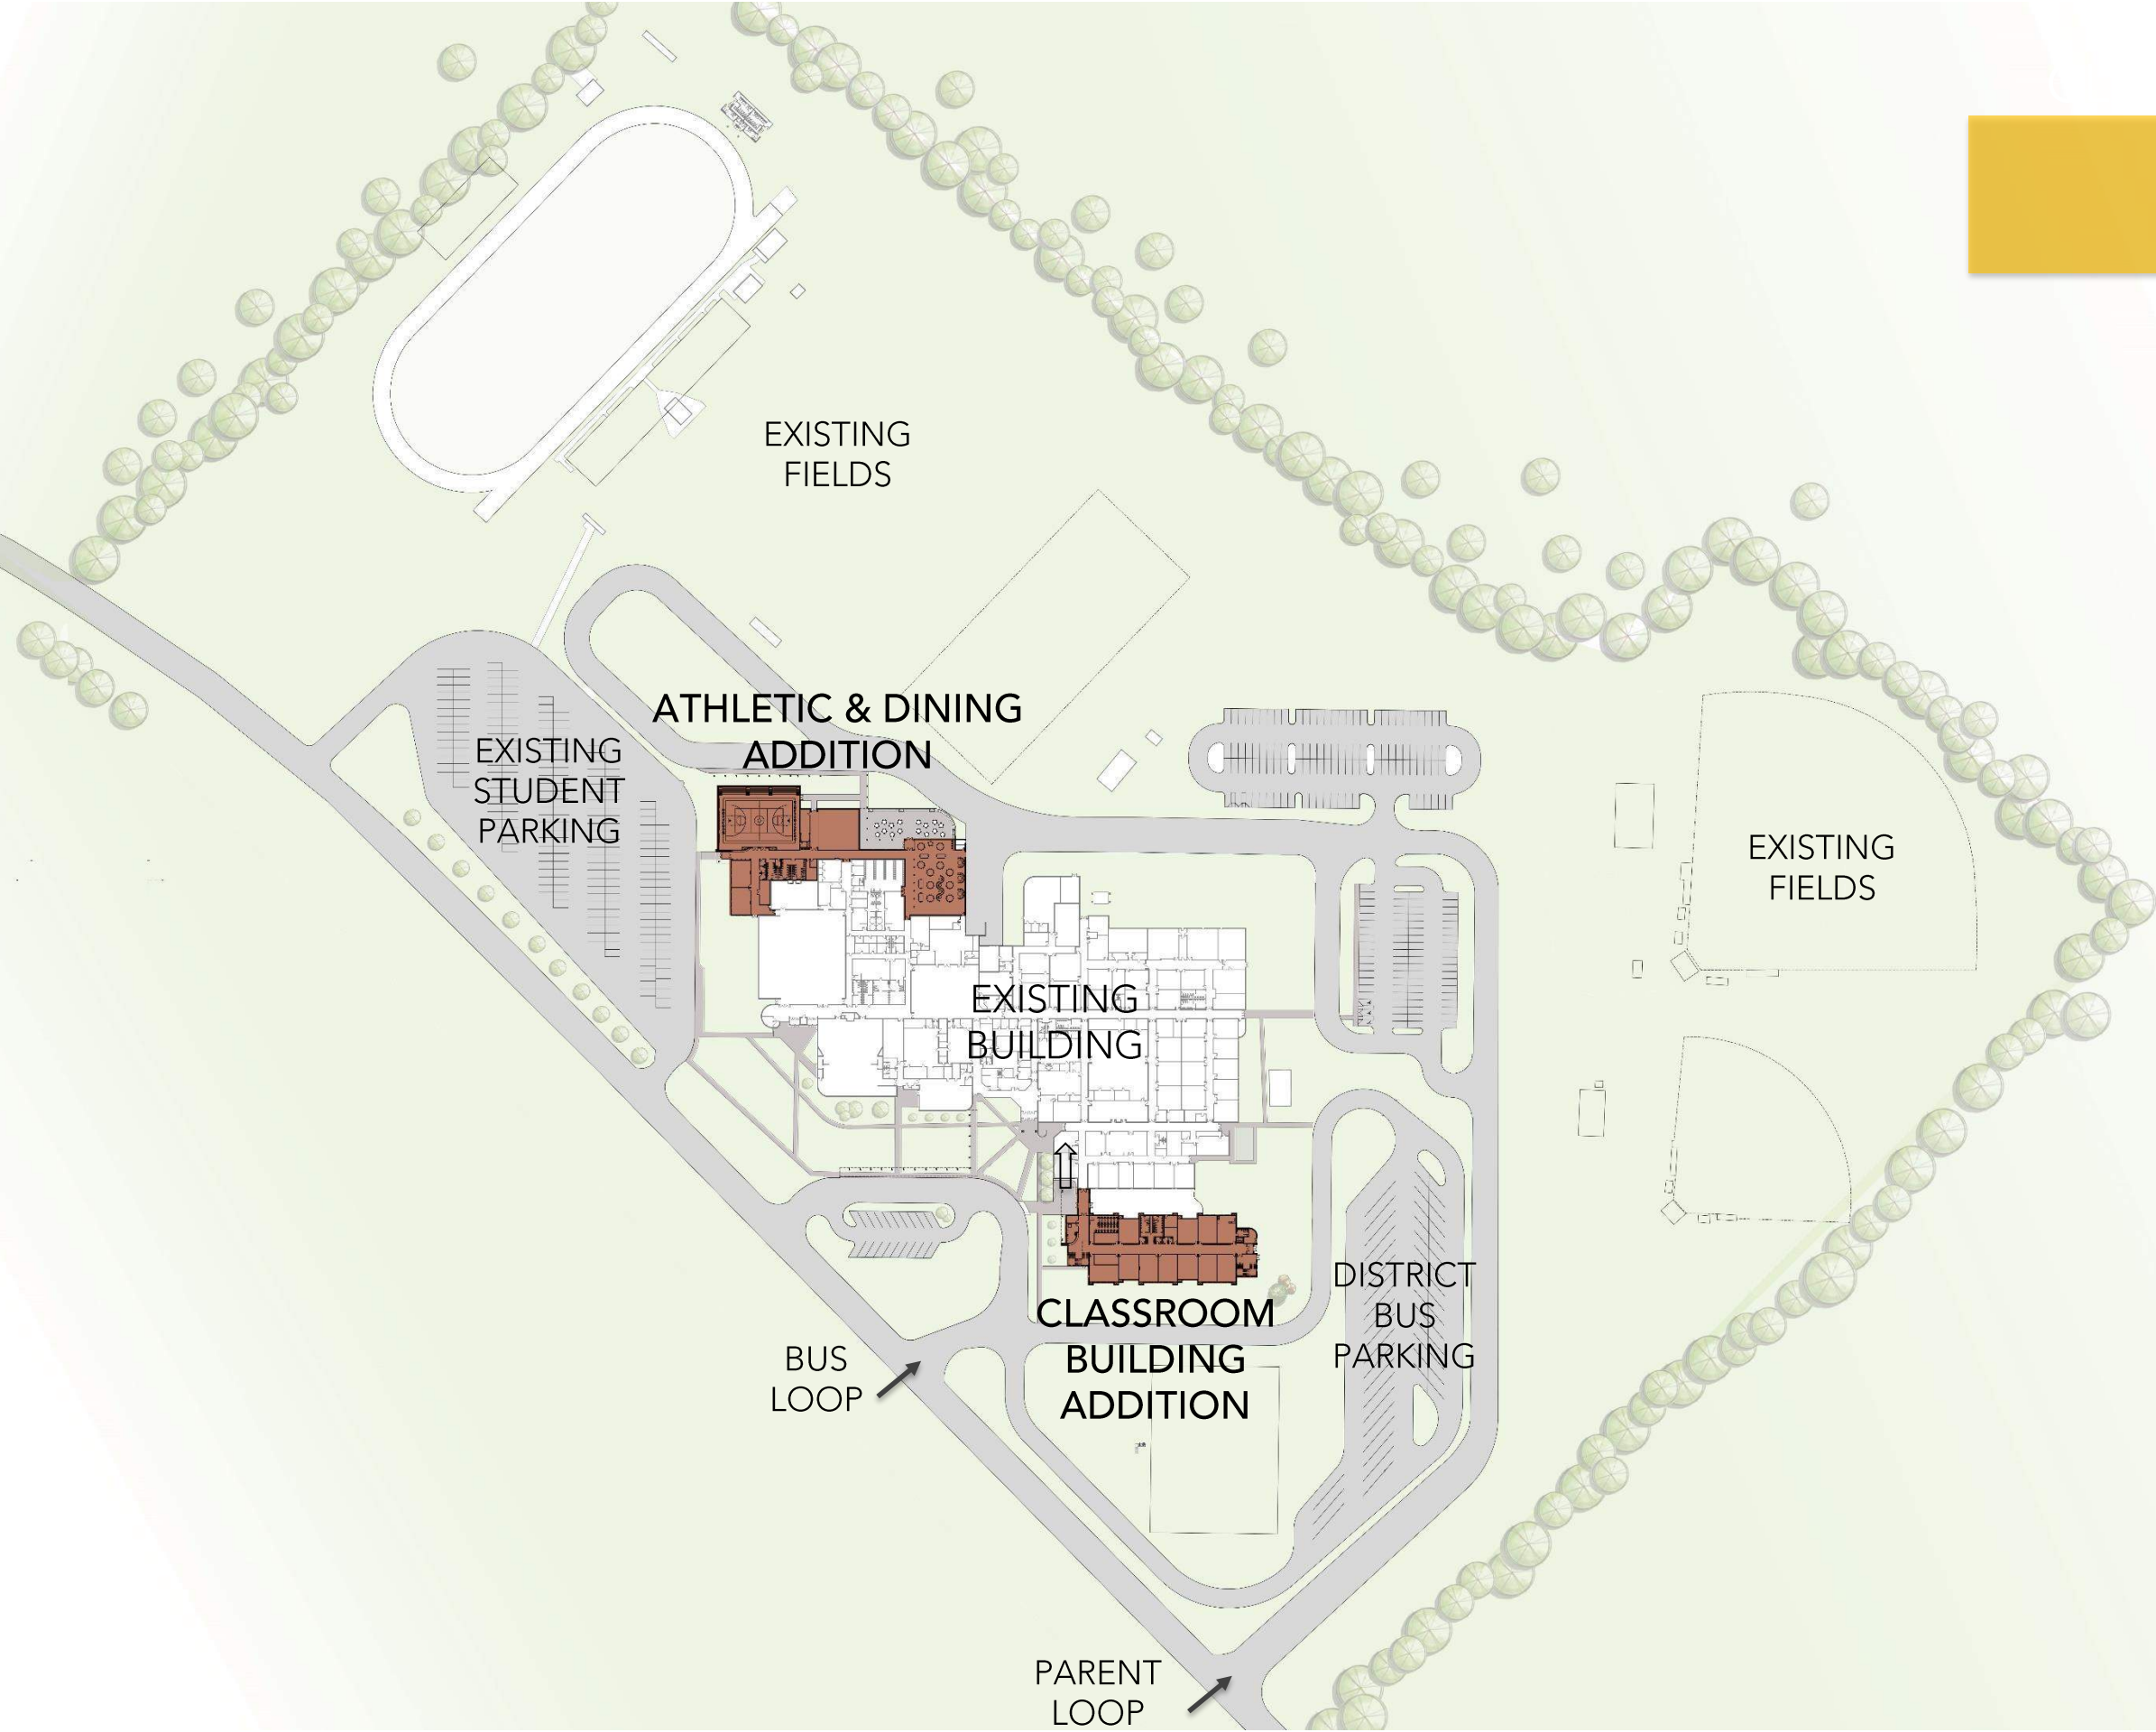 EXISTING
FIELDS
ATHLETIC & DINING
ADDITION
EXISTING
STUDENT
PARKING
EXISTING
FIELDS
EXISTING
BUILDING
DISTRICT
BUS
PARKING
CLASSROOM
BUILDING
ADDITION
BUS
LOOP
PARENT
LOOP